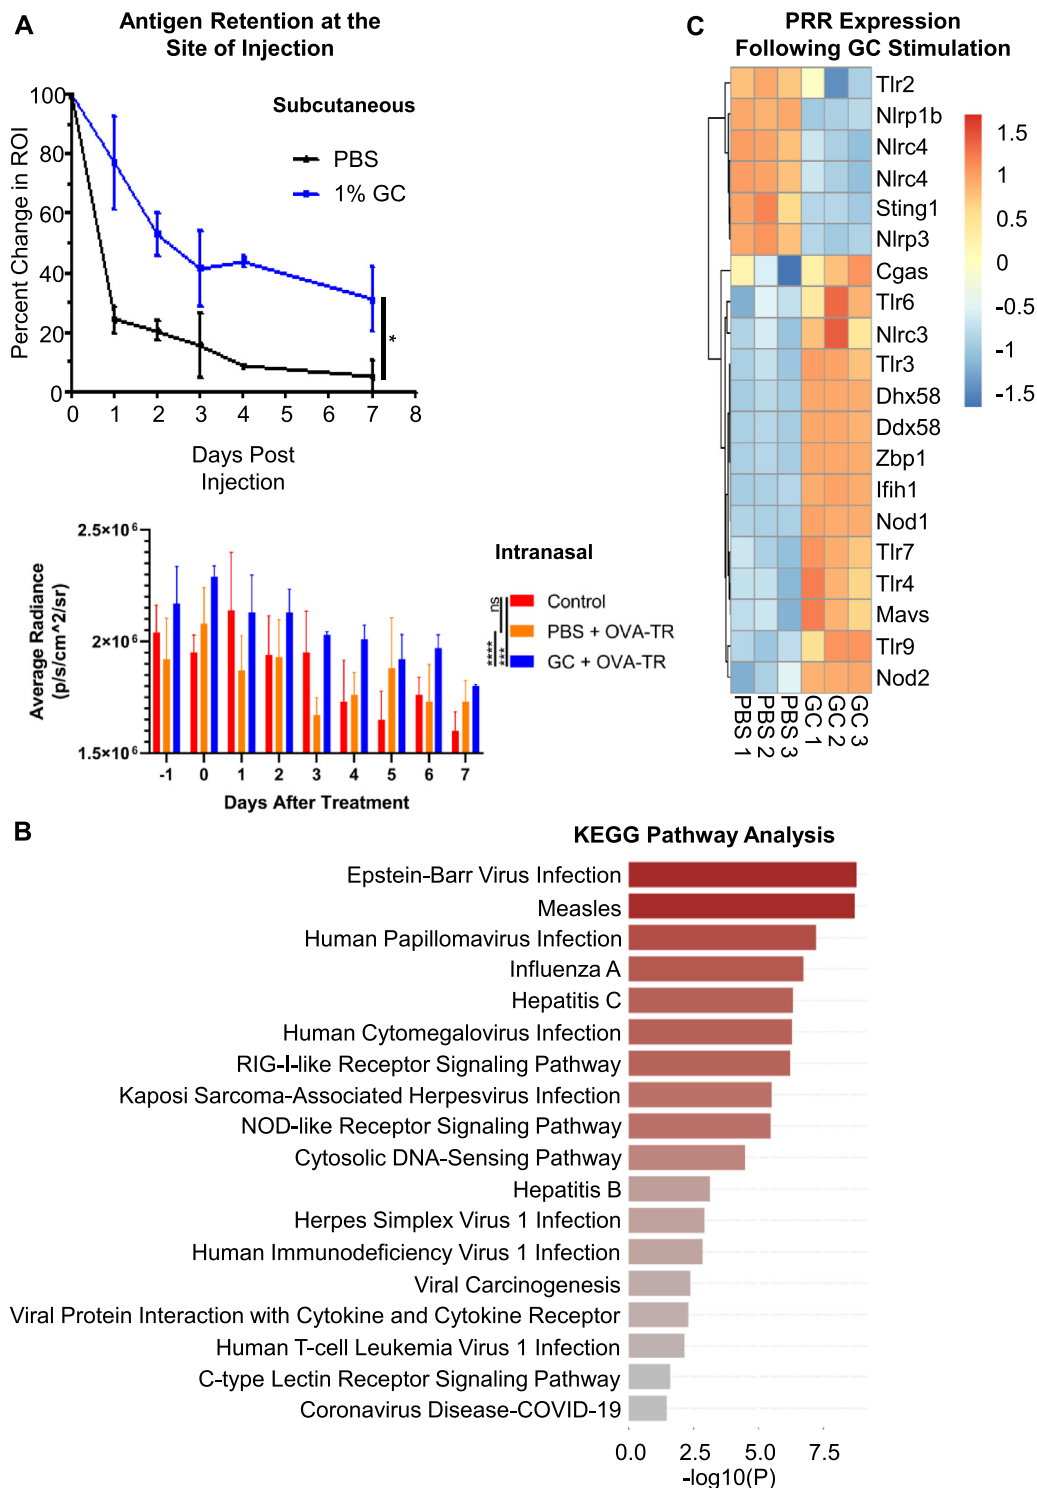 A
Antigen Retention at the
Site of Injection
Percent Change in ROI
100
80
60
40
20
0
Subcutaneous
PBS
1% GC
*
0 1 2 3 4 5 6 7 8
Days Post
Injection
Average Radiance
(p/s/cm^2/sr)
2.5×10^6
2×10^6
1.5×10^6
Intranasal
Control
PBS + OVA-TR
GC + OVA-TR
ns
****
***
-1 0 1 2 3 4 5 6 7
Days After Treatment
C
PRR Expression
Following GC Stimulation
Tlr2
Nlrp1b
Nlrc4
Nlrc4
Sting1
Nlrp3
Cgas
Tlr6
Nlrc3
Tlr3
Dhx58
Ddx58
Zbp1
Ifih1
Nod1
Tlr7
Tlr4
Mavs
Tlr9
Nod2
PBS 1
PBS 2
PBS 3
GC 1
GC 2
GC 3
1.5
1
0.5
0
-0.5
-1
-1.5
B
KEGG Pathway Analysis
Epstein-Barr Virus Infection
Measles
Human Papillomavirus Infection
Influenza A
Hepatitis C
Human Cytomegalovirus Infection
RIG-I-like Receptor Signaling Pathway
Kaposi Sarcoma-Associated Herpesvirus Infection
NOD-like Receptor Signaling Pathway
Cytosolic DNA-Sensing Pathway
Hepatitis B
Herpes Simplex Virus 1 Infection
Human Immunodeficiency Virus 1 Infection
Viral Carcinogenesis
Viral Protein Interaction with Cytokine and Cytokine Receptor
Human T-cell Leukemia Virus 1 Infection
C-type Lectin Receptor Signaling Pathway
Coronavirus Disease-COVID-19
0.0 2.5 5.0 7.5
-log10(P)